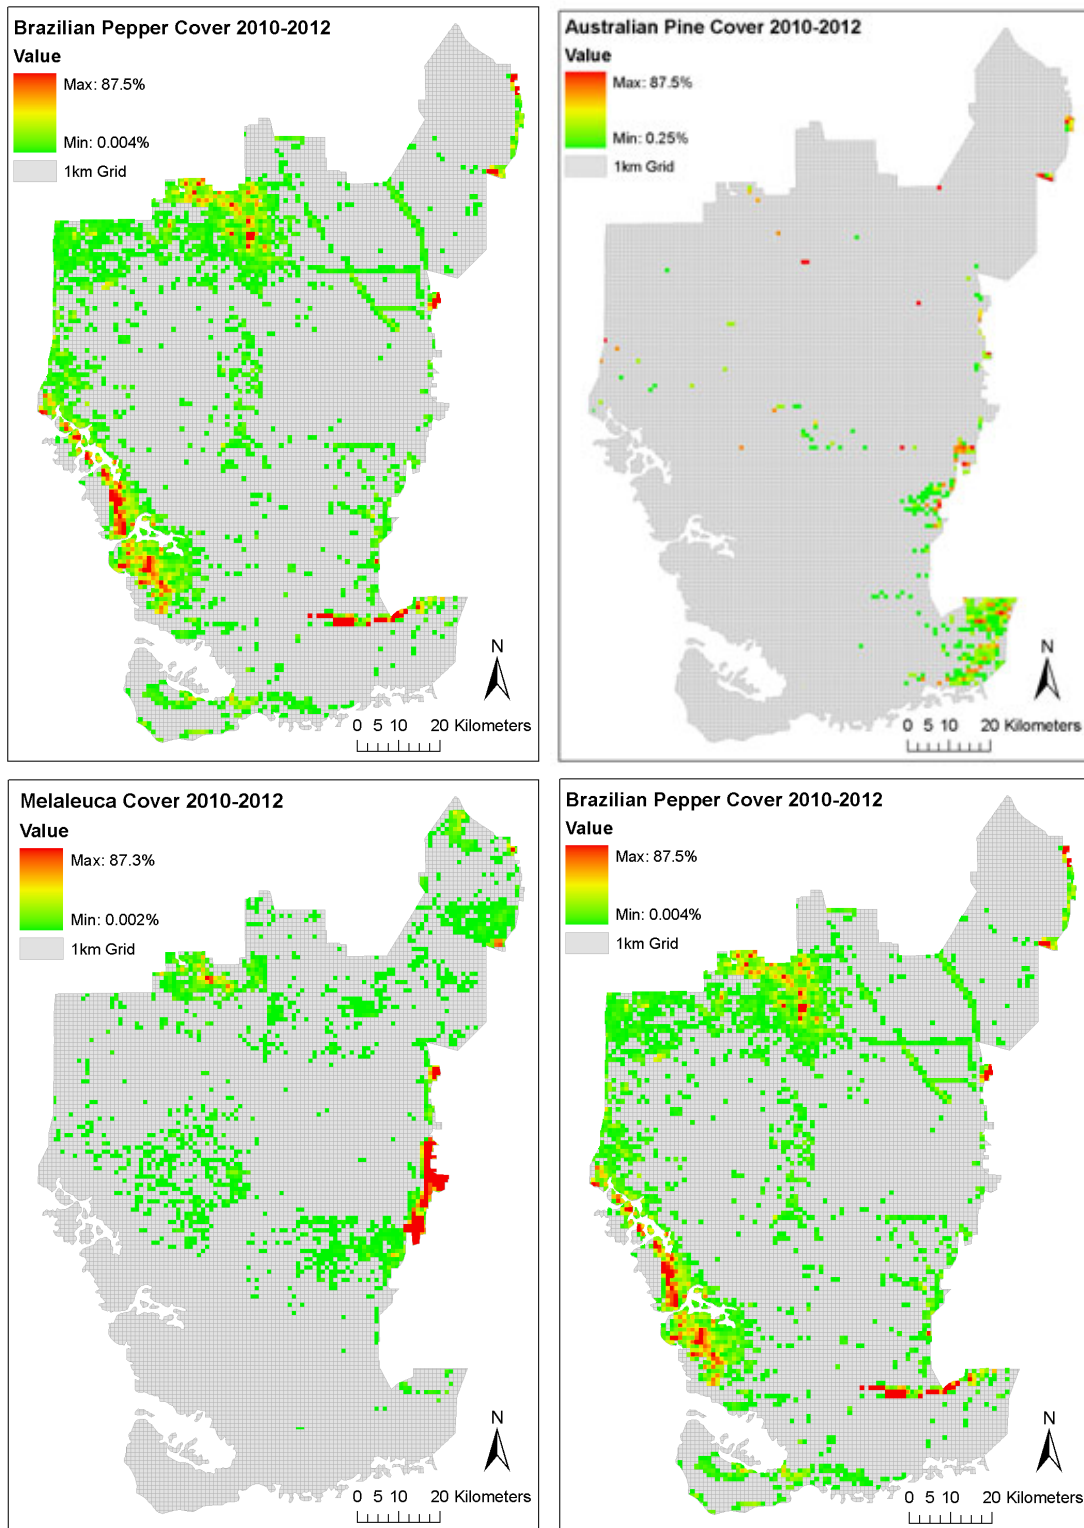 Brazilian Pepper Cover 2010-2012
Value
Max: 87.5%
Min: 0.004%
1km Grid
N
0 5 10 20 Kilometers
Australian Pine Cover 2010-2012
Value
Max: 87.5%
Min: 0.25%
1km Grid
N
0 5 10 20 Kilometers
Melaleuca Cover 2010-2012
Value
Max: 87.3%
Min: 0.002%
1km Grid
N
0 5 10 20 Kilometers
Brazilian Pepper Cover 2010-2012
Value
Max: 87.5%
Min: 0.004%
1km Grid
N
0 5 10 20 Kilometers